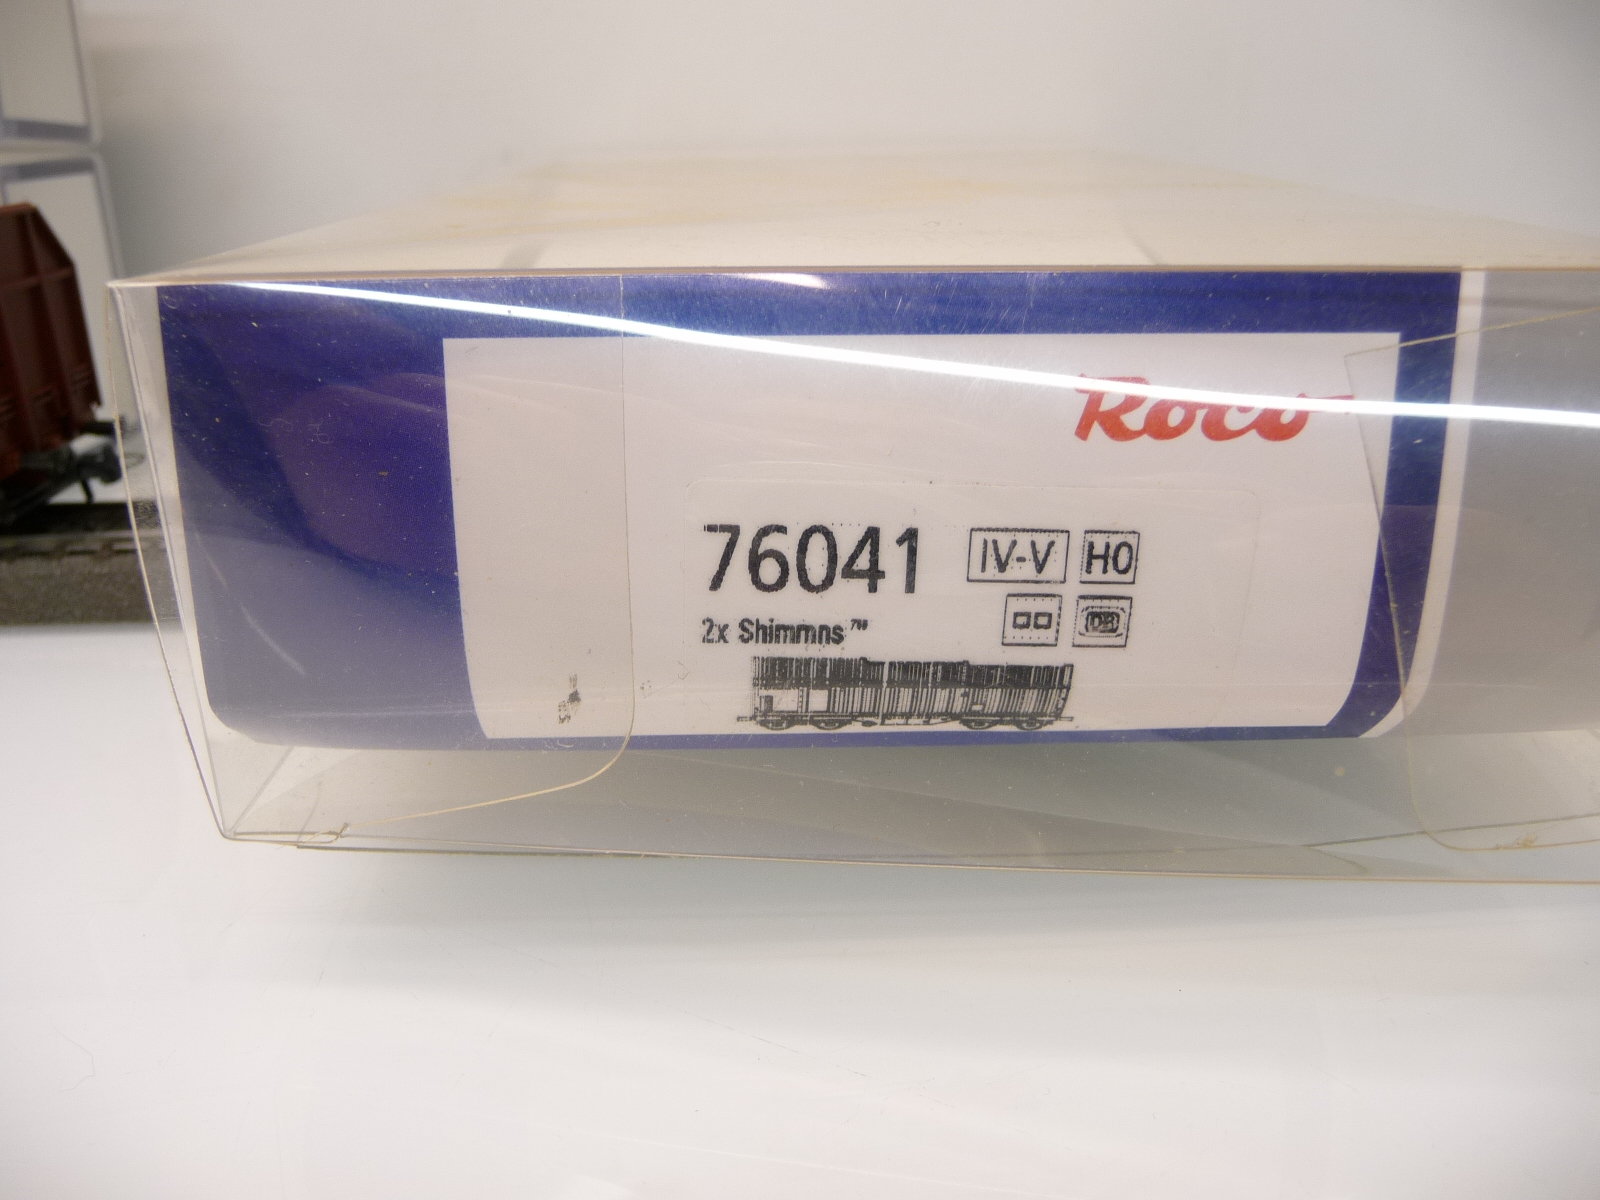 Roco
76041 IV-V H0
2x Shimmns
DB